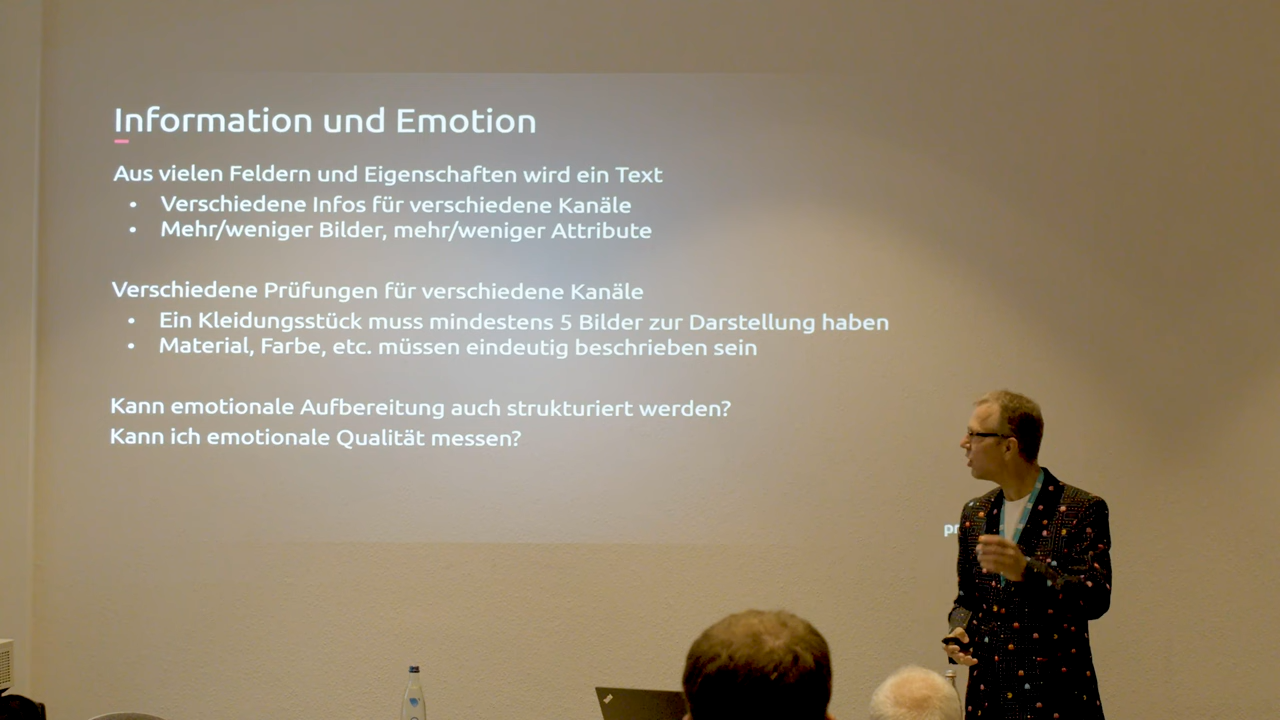 Information und Emotion
Aus vielen Feldern und Eigenschaften wird ein Text
• Verschiedene Infos für verschiedene Kanäle
• Mehr/weniger Bilder, mehr/weniger Attribute
Verschiedene Prüfungen für verschiedene Kanäle
• Ein Kleidungsstück muss mindestens 5 Bilder zur Darstellung haben
• Material, Farbe, etc. müssen eindeutig beschrieben sein
Kann emotionale Aufbereitung auch strukturiert werden?
Kann ich emotionale Qualität messen?